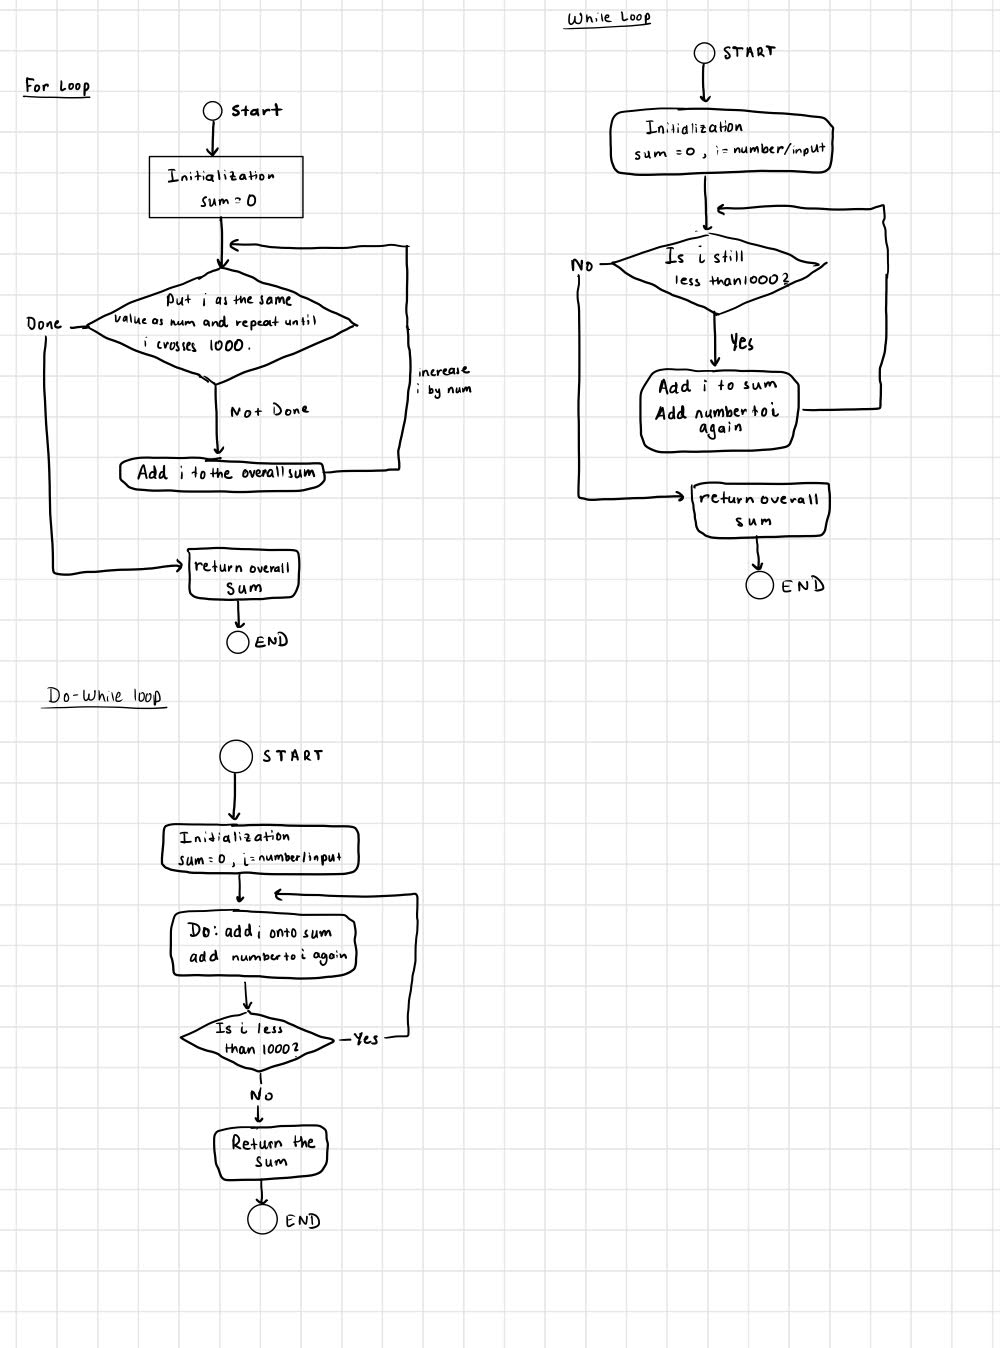 For Loop
Start
Initialization
sum = 0
Put i as the same
value as num and repeat until
i crosses 1000.
Done
Not Done
increase
i by num
Add i to the overall sum
return overall
sum
END
While Loop
START
Initialization
sum = 0 , i = number/input
Is i still
less than 1000?
No
Yes
Add i to sum
Add number to i
again
return overall
sum
END
Do-While loop
START
Initialization
sum = 0 , i = number/input
Do: add i onto sum
add number to i again
Is i less
than 1000?
Yes
No
Return the
sum
END